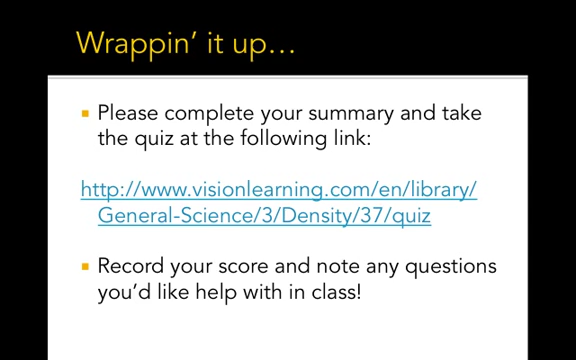 Wrappin' it up…
Please complete your summary and take
the quiz at the following link:
http://www.visionlearning.com/en/library/
General-Science/3/Density/37/quiz
Record your score and note any questions
you'd like help with in class!